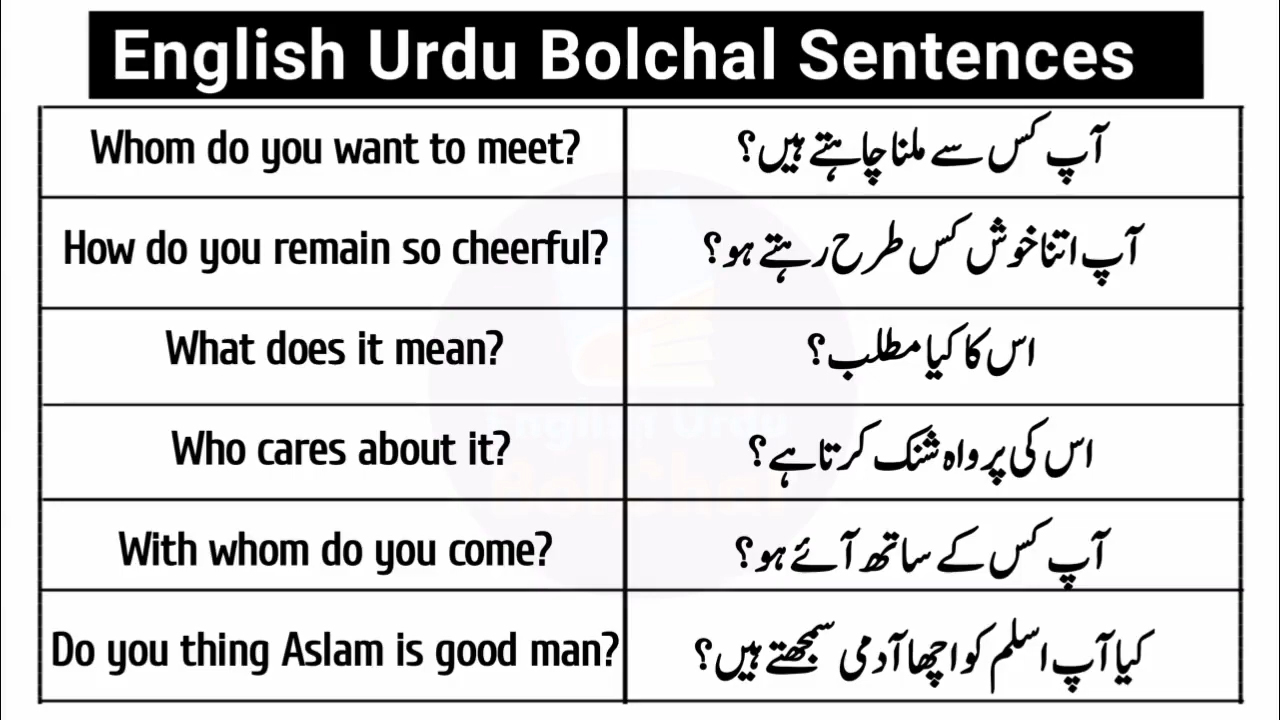 English Urdu Bolchal Sentences
Whom do you want to meet?
آپ کس سے ملنا چاہتے ہیں؟
How do you remain so cheerful?
آپ اتنا خوش کس طرح رہتے ہو؟
What does it mean?
اس کا کیا مطلب؟
Who cares about it?
اس کی پرواہ شنک کرتا ہے؟
With whom do you come?
آپ کس کے ساتھ آئے ہو؟
Do you thing Aslam is good man?
کیا آپ اسلم کو اچھا آدمی سمجھتے ہیں؟
English Urdu
Bolchal